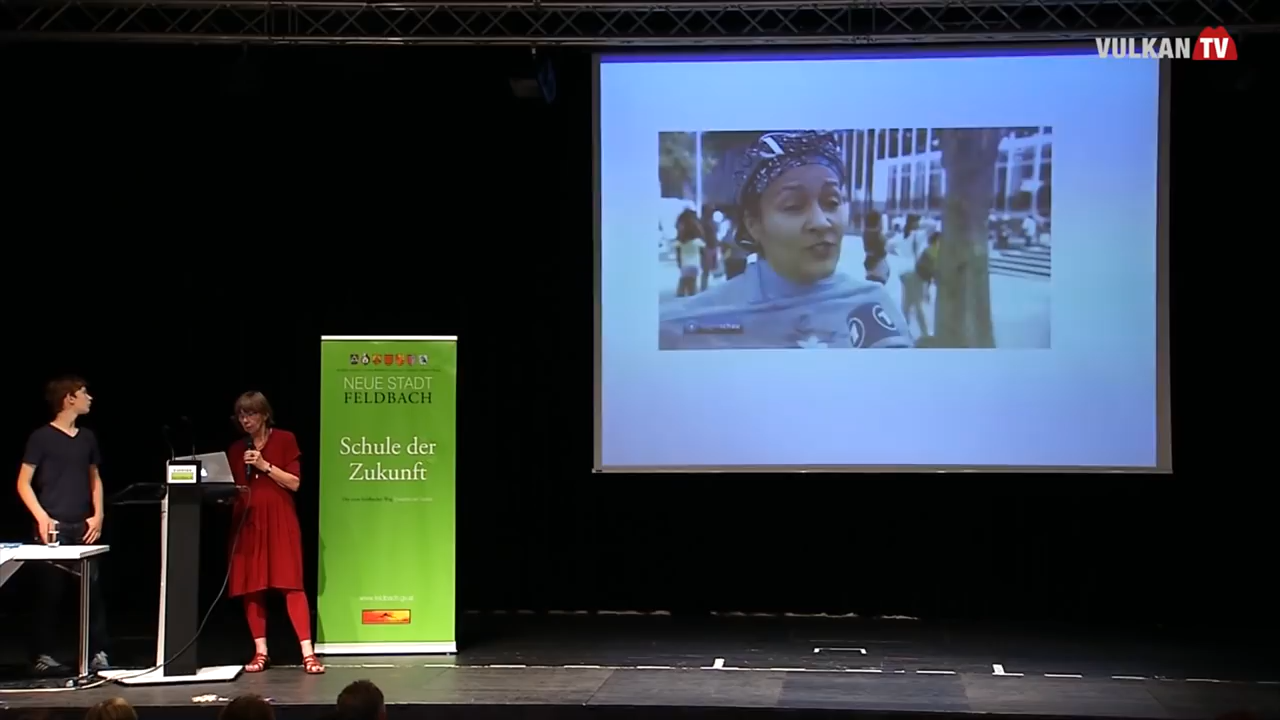 VULKAN TV
NEUE STADT
FELDBACH
Schule der
Zukunft
www.feldbach.gv.at